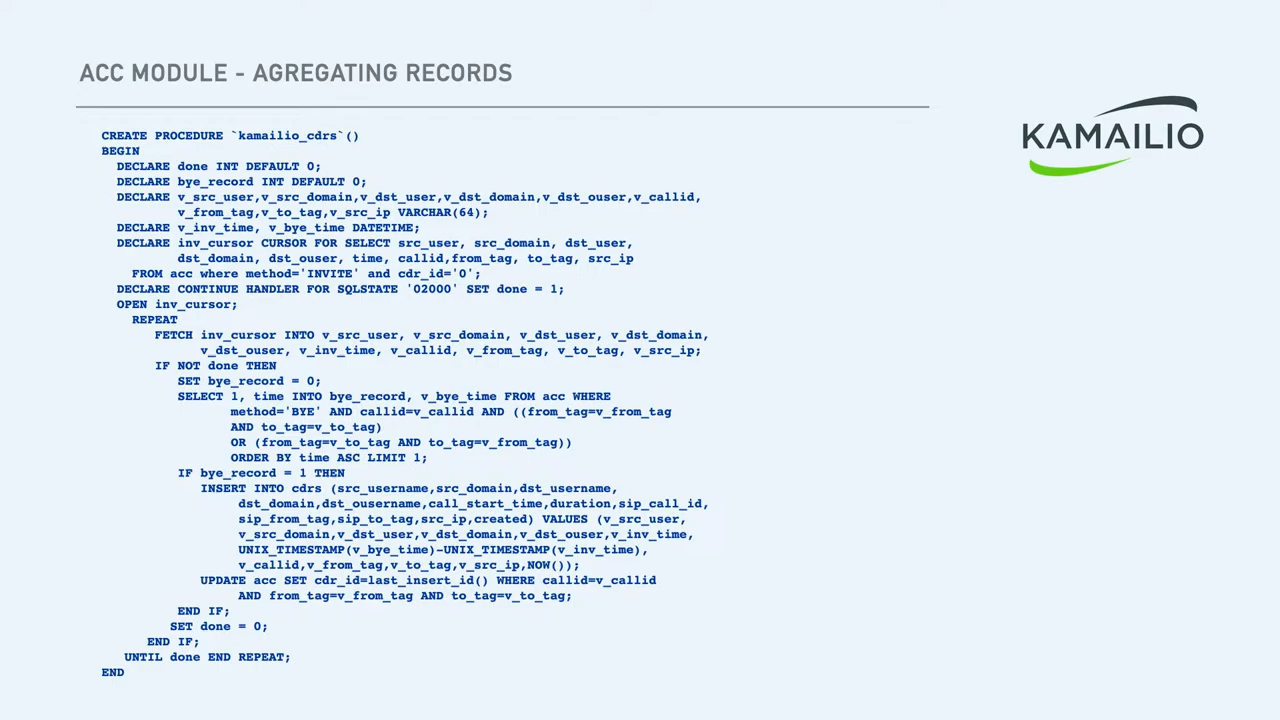 ACC MODULE - AGREGATING RECORDS
KAMAILIO
CREATE PROCEDURE `kamailio_cdrs`()
BEGIN
DECLARE done INT DEFAULT 0;
DECLARE bye_record INT DEFAULT 0;
DECLARE v_src_user,v_src_domain,v_dst_user,v_dst_domain,v_dst_ouser,v_callid,
v_from_tag,v_to_tag,v_src_ip VARCHAR(64);
DECLARE v_inv_time, v_bye_time DATETIME;
DECLARE inv_cursor CURSOR FOR SELECT src_user, src_domain, dst_user,
dst_domain, dst_ouser, time, callid,from_tag, to_tag, src_ip
FROM acc where method='INVITE' and cdr_id='0';
DECLARE CONTINUE HANDLER FOR SQLSTATE '02000' SET done = 1;
OPEN inv_cursor;
REPEAT
FETCH inv_cursor INTO v_src_user, v_src_domain, v_dst_user, v_dst_domain,
v_dst_ouser, v_inv_time, v_callid, v_from_tag, v_to_tag, v_src_ip;
IF NOT done THEN
SET bye_record = 0;
SELECT 1, time INTO bye_record, v_bye_time FROM acc WHERE
method='BYE' AND callid=v_callid AND ((from_tag=v_from_tag
AND to_tag=v_to_tag)
OR (from_tag=v_to_tag AND to_tag=v_from_tag))
ORDER BY time ASC LIMIT 1;
IF bye_record = 1 THEN
INSERT INTO cdrs (src_username,src_domain,dst_username,
dst_domain,dst_ousername,call_start_time,duration,sip_call_id,
sip_from_tag,sip_to_tag,src_ip,created) VALUES (v_src_user,
v_src_domain,v_dst_user,v_dst_domain,v_dst_ouser,v_inv_time,
UNIX_TIMESTAMP(v_bye_time)-UNIX_TIMESTAMP(v_inv_time),
v_callid,v_from_tag,v_to_tag,v_src_ip,NOW());
UPDATE acc SET cdr_id=last_insert_id() WHERE callid=v_callid
AND from_tag=v_from_tag AND to_tag=v_to_tag;
END IF;
SET done = 0;
END IF;
UNTIL done END REPEAT;
END